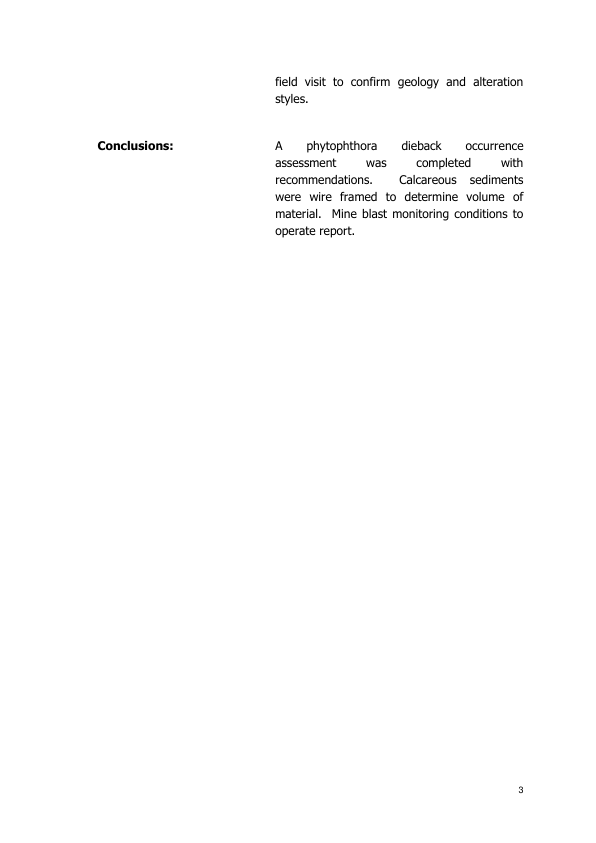 field visit to confirm geology and alteration
styles.
Conclusions: A phytophthora dieback occurrence
assessment was completed with
recommendations. Calcareous sediments
were wire framed to determine volume of
material. Mine blast monitoring conditions to
operate report.
3